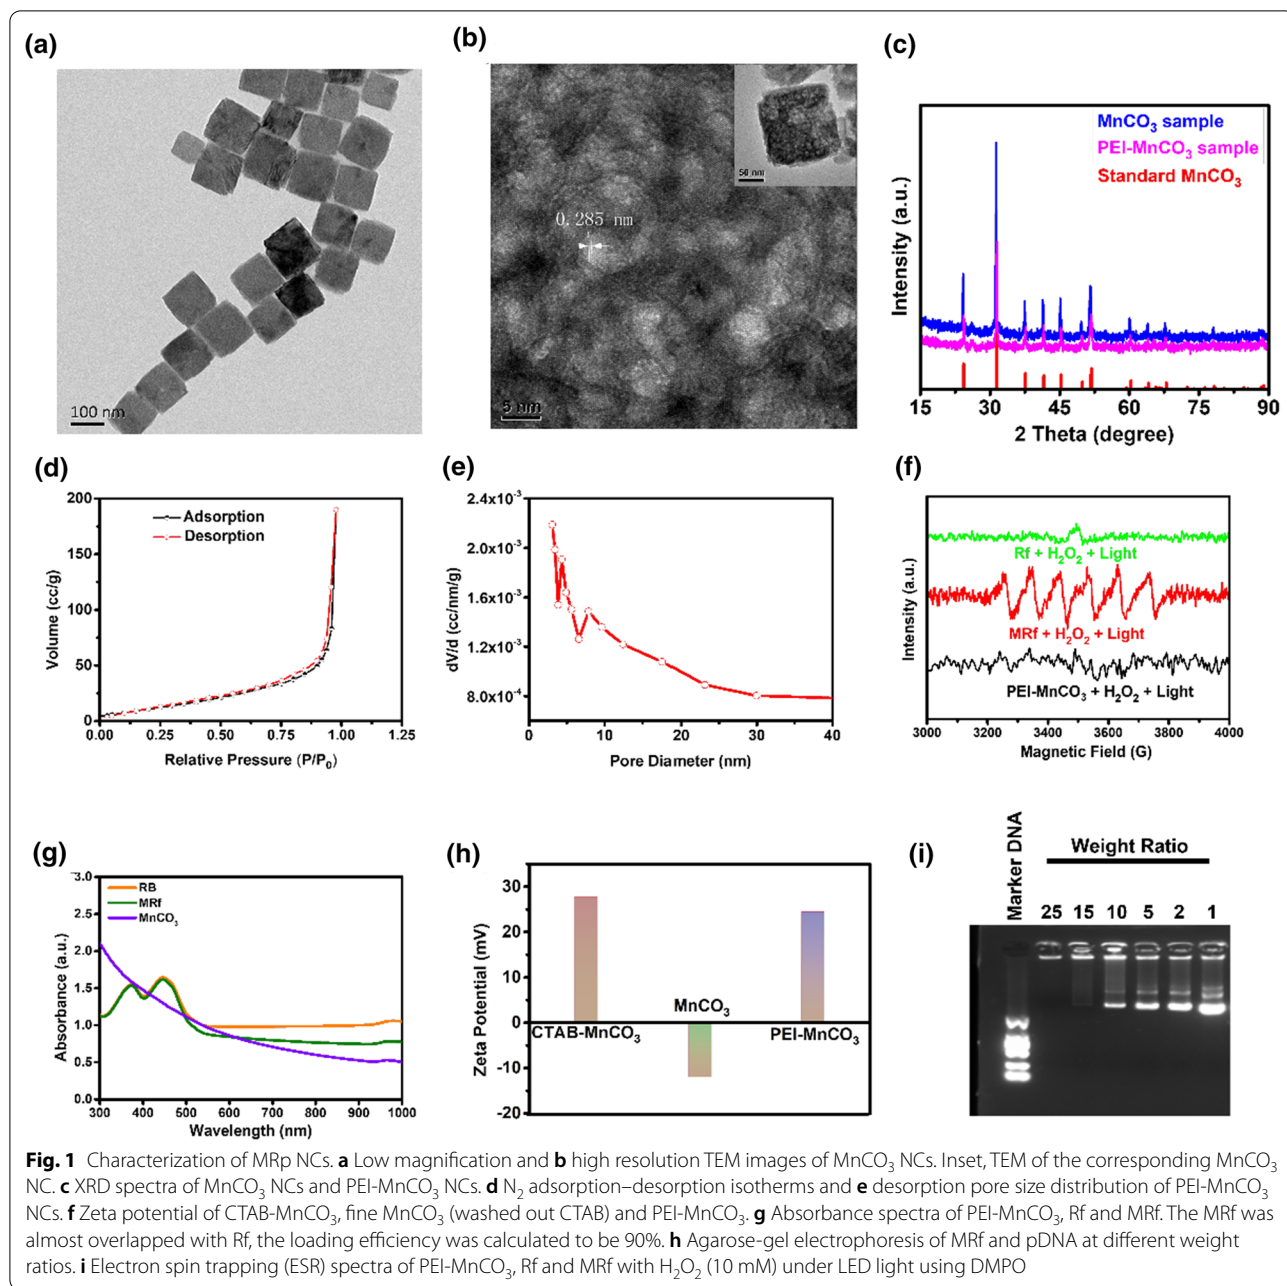 (a)
100 nm
(b)
0.285 nm
50 nm
5 nm
(c)
MnCO₃ sample
PEI-MnCO₃ sample
Standard MnCO₃
Intensity (a.u.)
15 30 45 60 75 90
2 Theta (degree)
(d)
200
150
100
50
0
Adsorption
Desorption
Volume (cc/g)
0.00 0.25 0.50 0.75 1.00 1.25
Relative Pressure (P/P₀)
(e)
2.4x10⁻³
2.0x10⁻³
1.6x10⁻³
1.2x10⁻³
8.0x10⁻⁴
dV/d (cc/nm/g)
0 10 20 30 40
Pore Diameter (nm)
(f)
Rf + H₂O₂ + Light
MRf + H₂O₂ + Light
PEI-MnCO₃ + H₂O₂ + Light
Intensity (a.u.)
3000 3200 3400 3600 3800 4000
Magnetic Field (G)
(g)
3.0
2.5
2.0
1.5
1.0
0.5
0.0
RB
MRf
MnCO₃
Absorbance (a.u.)
300 400 500 600 700 800 900 1000
Wavelength (nm)
(h)
30
20
10
0
-10
-20
Zeta Potential (mV)
CTAB-MnCO₃
MnCO₃
PEI-MnCO₃
(i)
Marker DNA
Weight Ratio
25 15 10 5 2 1
Fig. 1 Characterization of MRp NCs. a Low magnification and b high resolution TEM images of MnCO₃ NCs. Inset, TEM of the corresponding MnCO₃
NC. c XRD spectra of MnCO₃ NCs and PEI-MnCO₃ NCs. d N₂ adsorption–desorption isotherms and e desorption pore size distribution of PEI-MnCO₃
NCs. f Zeta potential of CTAB-MnCO₃, fine MnCO₃ (washed out CTAB) and PEI-MnCO₃. g Absorbance spectra of PEI-MnCO₃, Rf and MRf. The MRf was
almost overlapped with Rf, the loading efficiency was calculated to be 90%. h Agarose-gel electrophoresis of MRf and pDNA at different weight
ratios. i Electron spin trapping (ESR) spectra of PEI-MnCO₃, Rf and MRf with H₂O₂ (10 mM) under LED light using DMPO